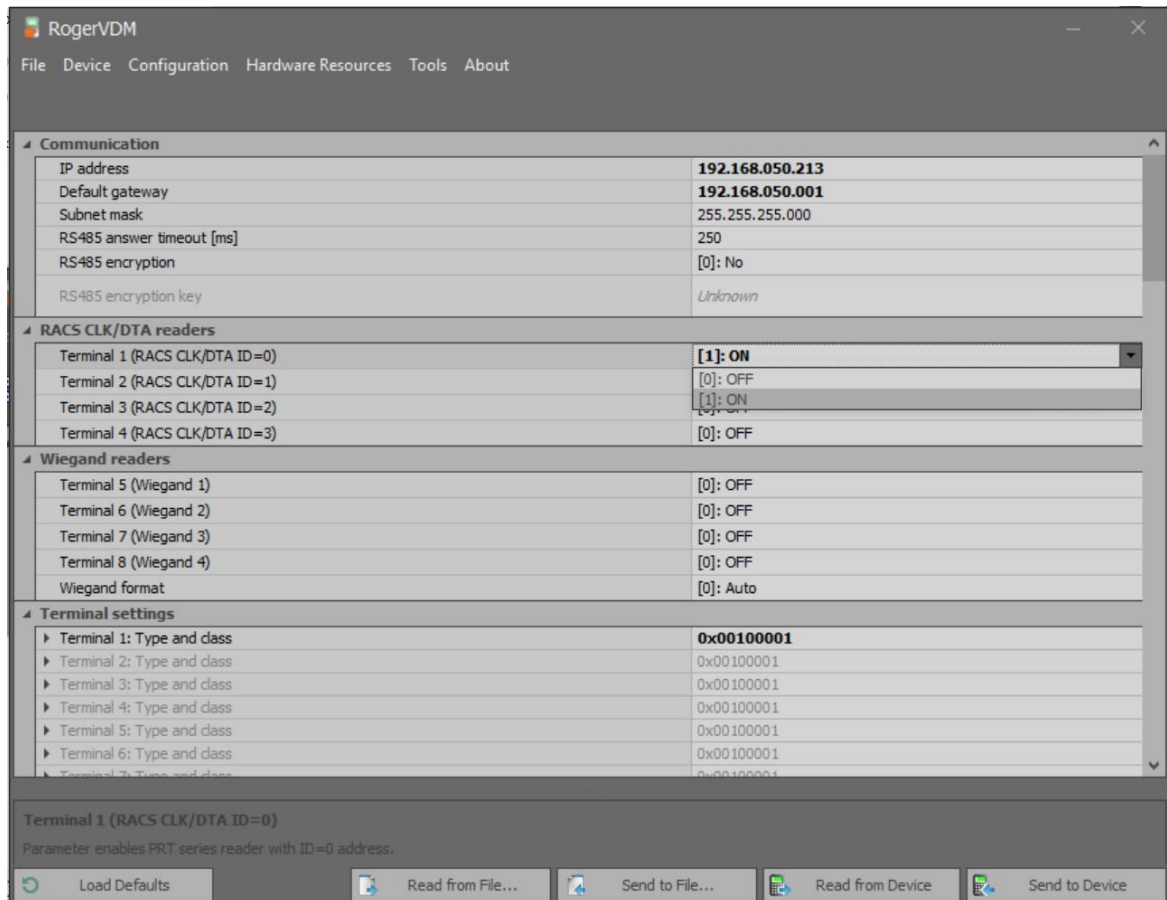 RogerVDM
File Device Configuration Hardware Resources Tools About
Communication
IP address 192.168.050.213
Default gateway 192.168.050.001
Subnet mask 255.255.255.000
RS485 answer timeout [ms] 250
RS485 encryption [0]: No
RS485 encryption key Unknown
RACS CLK/DTA readers
Terminal 1 (RACS CLK/DTA ID=0) [1]: ON
Terminal 2 (RACS CLK/DTA ID=1) [0]: OFF
[1]: ON
Terminal 3 (RACS CLK/DTA ID=2)
Terminal 4 (RACS CLK/DTA ID=3) [0]: OFF
Wiegand readers
Terminal 5 (Wiegand 1) [0]: OFF
Terminal 6 (Wiegand 2) [0]: OFF
Terminal 7 (Wiegand 3) [0]: OFF
Terminal 8 (Wiegand 4) [0]: OFF
Wiegand format [0]: Auto
Terminal settings
Terminal 1: Type and class 0x00100001
Terminal 2: Type and class 0x00100001
Terminal 3: Type and class 0x00100001
Terminal 4: Type and class 0x00100001
Terminal 5: Type and class 0x00100001
Terminal 6: Type and class 0x00100001
Terminal 7: Type and class 0x00100001
Terminal 1 (RACS CLK/DTA ID=0)
Parameter enables PRT series reader with ID=0 address.
Load Defaults Read from File... Send to File... Read from Device Send to Device